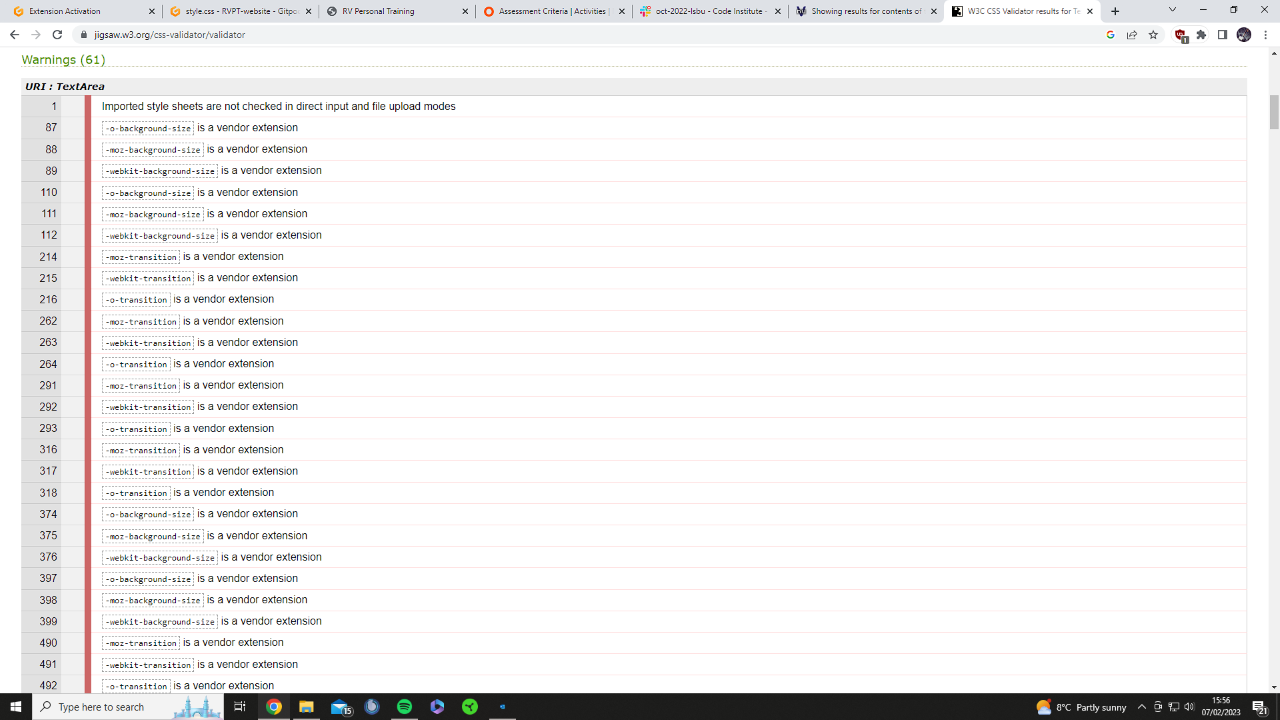 Extension Activation
style.css - RVPT-website - Gitpo
RV Personal Training
Assessment Criteria | Activities |
oct-2022-lsbu - Code Institute -
Showing results for contents of
W3C CSS Validator results for Te
jigsaw.w3.org/css-validator/validator
1
Warnings (61)
URI : TextArea
1 Imported style sheets are not checked in direct input and file upload modes
87 -o-background-size is a vendor extension
88 -moz-background-size is a vendor extension
89 -webkit-background-size is a vendor extension
110 -o-background-size is a vendor extension
111 -moz-background-size is a vendor extension
112 -webkit-background-size is a vendor extension
214 -moz-transition is a vendor extension
215 -webkit-transition is a vendor extension
216 -o-transition is a vendor extension
262 -moz-transition is a vendor extension
263 -webkit-transition is a vendor extension
264 -o-transition is a vendor extension
291 -moz-transition is a vendor extension
292 -webkit-transition is a vendor extension
293 -o-transition is a vendor extension
316 -moz-transition is a vendor extension
317 -webkit-transition is a vendor extension
318 -o-transition is a vendor extension
374 -o-background-size is a vendor extension
375 -moz-background-size is a vendor extension
376 -webkit-background-size is a vendor extension
397 -o-background-size is a vendor extension
398 -moz-background-size is a vendor extension
399 -webkit-background-size is a vendor extension
490 -moz-transition is a vendor extension
491 -webkit-transition is a vendor extension
492 -o-transition is a vendor extension
Type here to search
15
8°C Partly sunny
15:56
07/02/2023
21